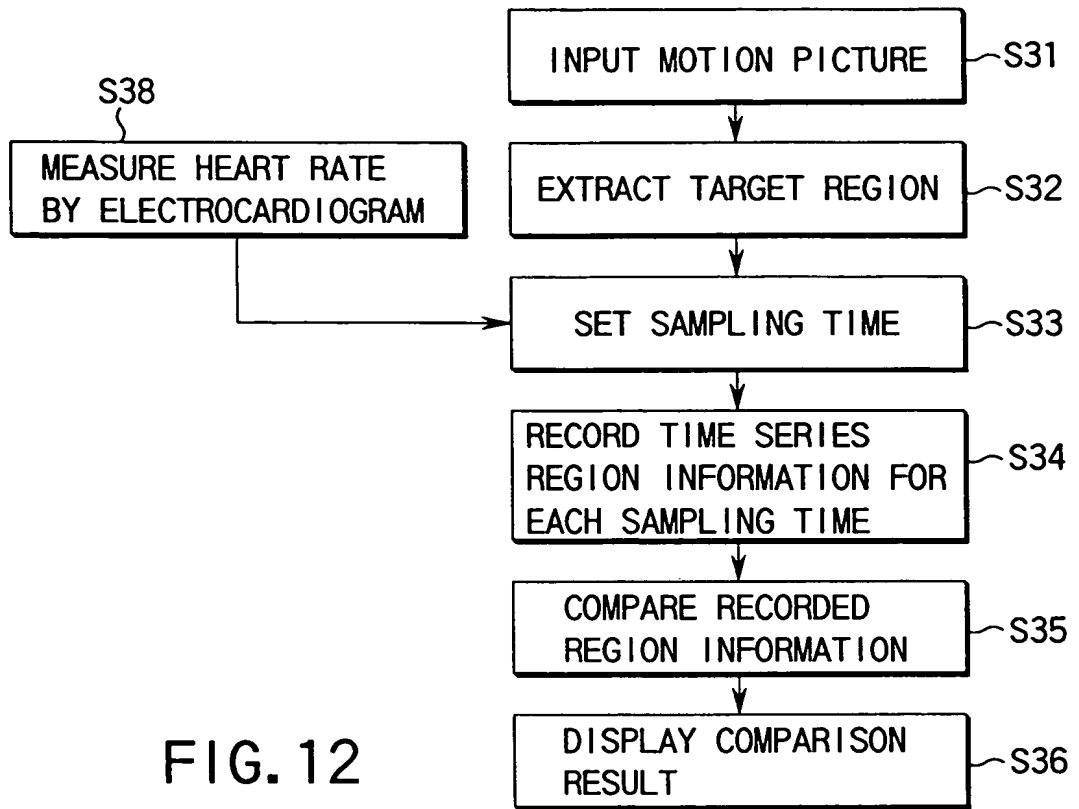 INPUT MOTION PICTURE
S31
S38
MEASURE HEART RATE
BY ELECTROCARDIOGRAM
EXTRACT TARGET REGION
S32
SET SAMPLING TIME
S33
RECORD TIME SERIES
REGION INFORMATION FOR
EACH SAMPLING TIME
S34
COMPARE RECORDED
REGION INFORMATION
S35
DISPLAY COMPARISON
RESULT
S36
FIG. 12